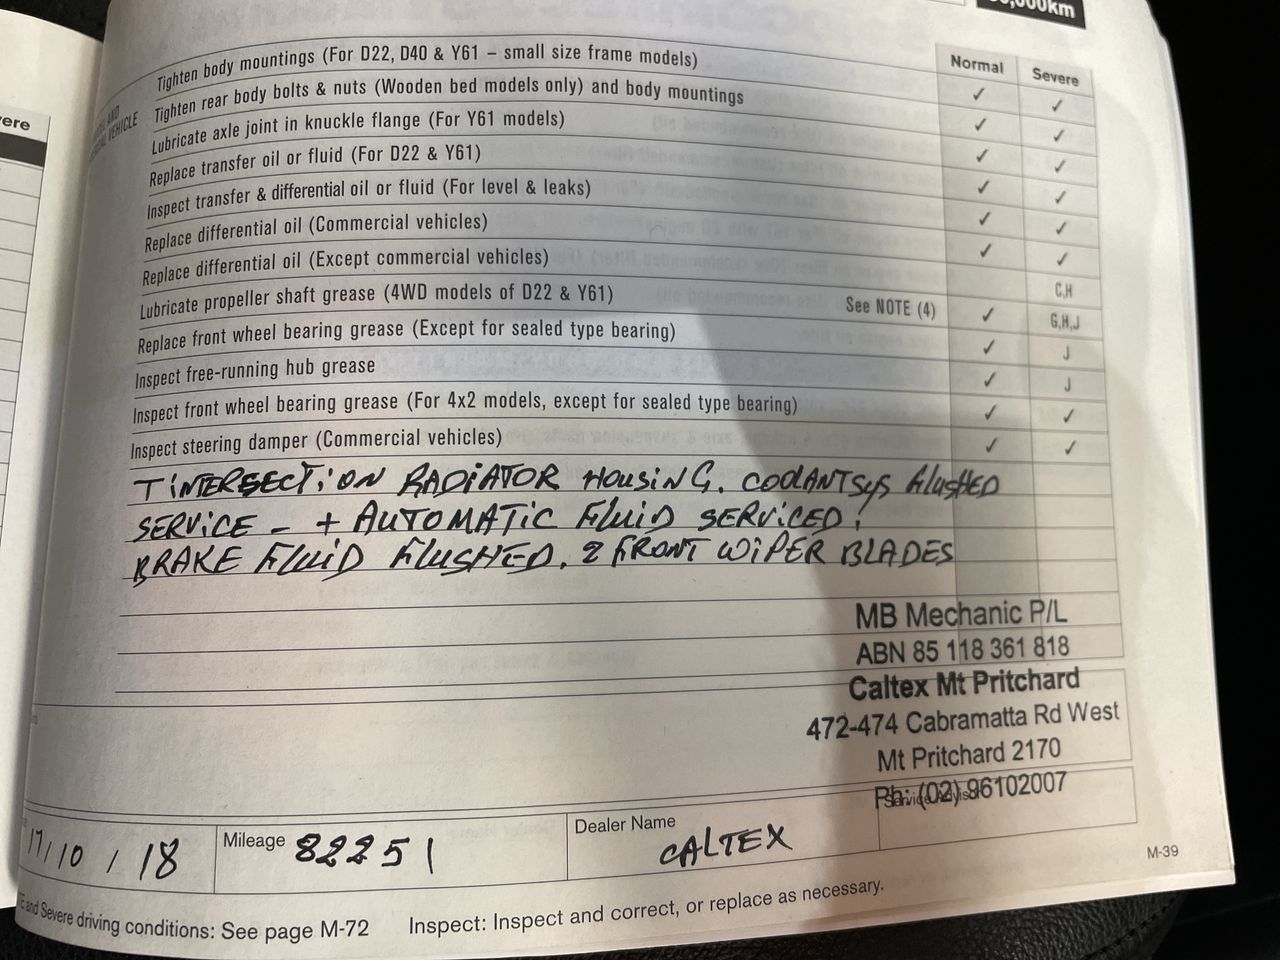 0,000km
Normal Severe
ere
AND
VEHICLE
Tighten body mountings (For D22, D40 & Y61 – small size frame models) ✓ ✓
Tighten rear body bolts & nuts (Wooden bed models only) and body mountings ✓ ✓
Lubricate axle joint in knuckle flange (For Y61 models) ✓ ✓
Replace transfer oil or fluid (For D22 & Y61) ✓ ✓
Inspect transfer & differential oil or fluid (For level & leaks) ✓ ✓
Replace differential oil (Commercial vehicles) ✓ ✓
Replace differential oil (Except commercial vehicles) C,H
Lubricate propeller shaft grease (4WD models of D22 & Y61) See NOTE (4) ✓ G,H,J
Replace front wheel bearing grease (Except for sealed type bearing) ✓ J
Inspect free-running hub grease ✓ J
Inspect front wheel bearing grease (For 4x2 models, except for sealed type bearing) ✓ ✓
Inspect steering damper (Commercial vehicles) ✓ ✓
T iNTERSECTiON RADiATOR HOUSiNG. COOLANT SYS FlUSHED
SERViCE – + AUTOMATiC FluiD SERViCED!
BRAKE FluiD FlUSHED. 2 FRONT WiPER BLADES
MB Mechanic P/L
ABN 85 118 361 818
Caltex Mt Pritchard
472-474 Cabramatta Rd West
Mt Pritchard 2170
Ph: (02) 96102007
Service Advisor
17/10 / 18 Mileage 82251 Dealer Name CALTEX
M-39
and Severe driving conditions: See page M-72 Inspect: Inspect and correct, or replace as necessary.